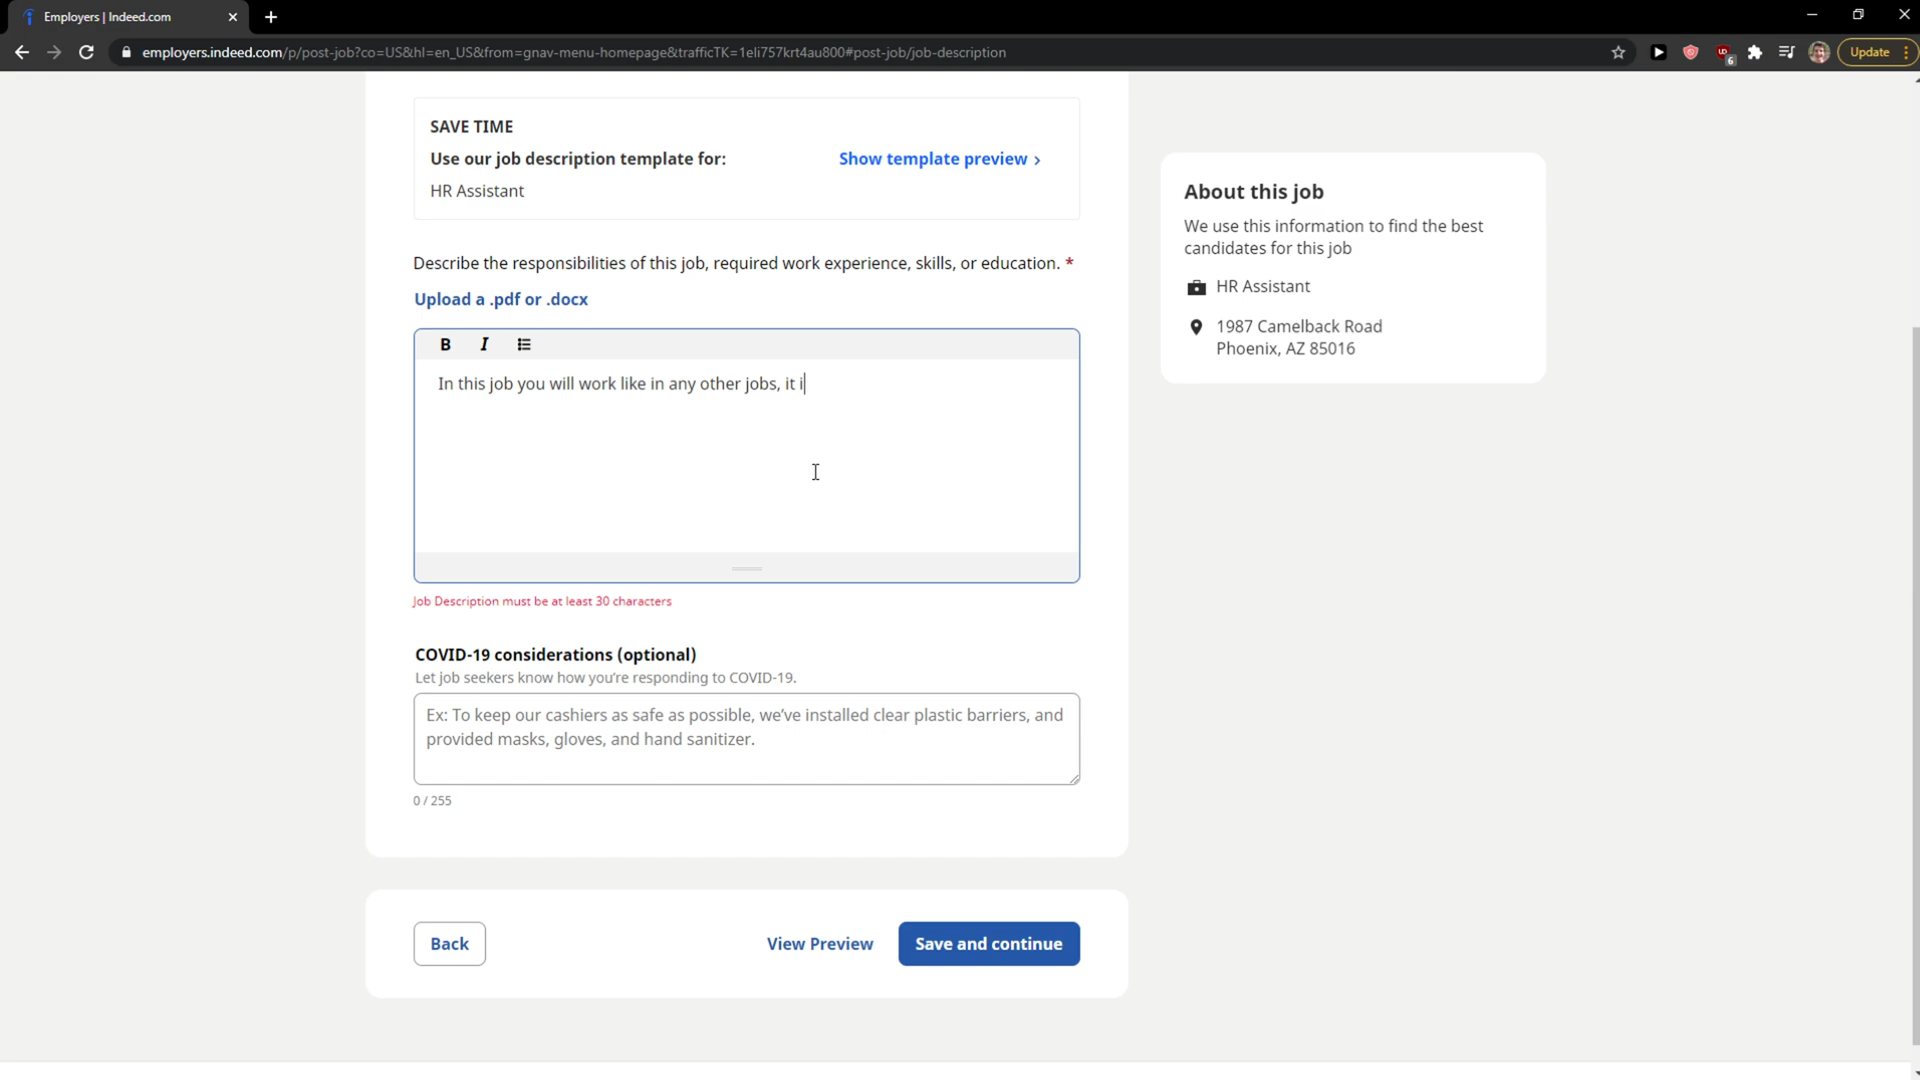 Employers | Indeed.com
employers.indeed.com/p/post-job?co=US&hl=en_US&from=gnav-menu-homepage&trafficTK=1eli757krt4au800#post-job/job-description
6
Update
SAVE TIME
Use our job description template for:
Show template preview
HR Assistant
Describe the responsibilities of this job, required work experience, skills, or education. *
Upload a .pdf or .docx
B I
In this job you will work like in any other jobs, it i
Job Description must be at least 30 characters
COVID-19 considerations (optional)
Let job seekers know how you're responding to COVID-19.
Ex: To keep our cashiers as safe as possible, we've installed clear plastic barriers, and
provided masks, gloves, and hand sanitizer.
0 / 255
Back
View Preview
Save and continue
About this job
We use this information to find the best
candidates for this job
HR Assistant
1987 Camelback Road
Phoenix, AZ 85016